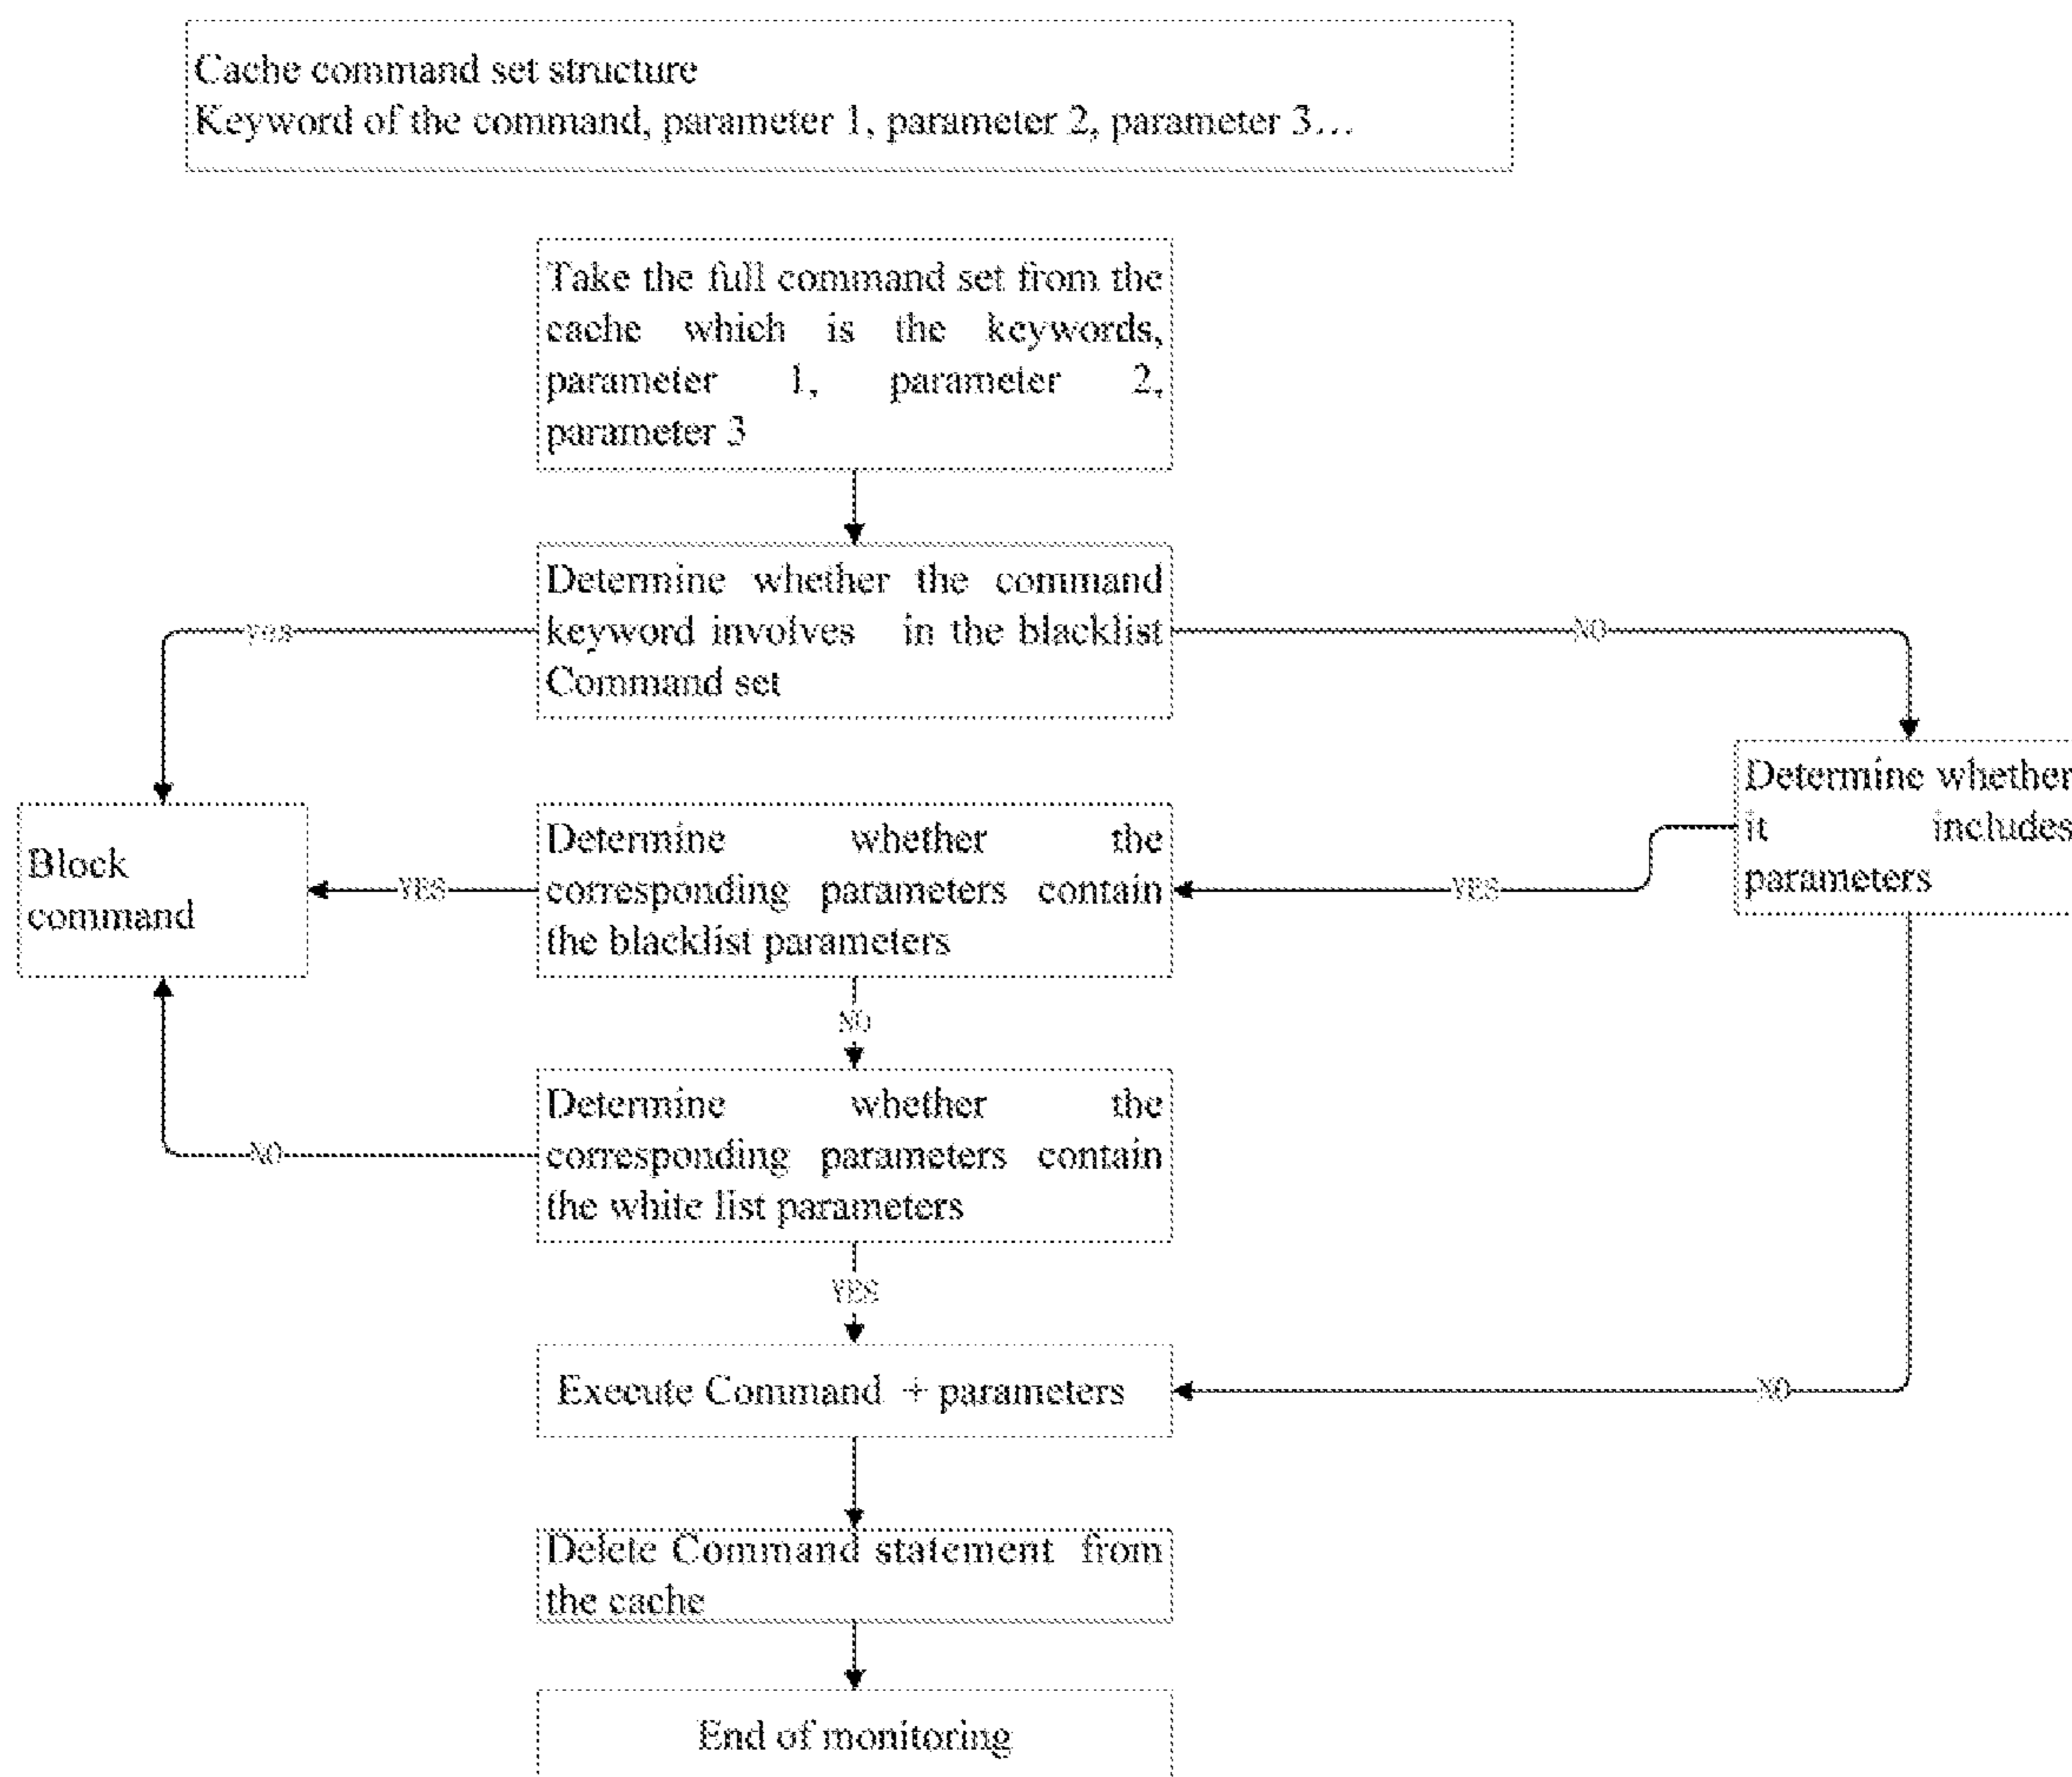 Cache command set structure
Keyword of the command, parameter 1, parameter 2, parameter 3…
Take the full command set from the
cache which is the keywords,
parameter 1, parameter 2,
parameter 3
Determine whether the command
keyword involves in the blacklist
Command set
yes
NO
Determine whether
it includes
parameters
Block
command
YES
Determine whether the
corresponding parameters contain
the blacklist parameters
YES
NO
Determine whether the
corresponding parameters contain
the white list parameters
NO
YES
Execute Command + parameters
NO
Delete Command statement from
the cache
End of monitoring